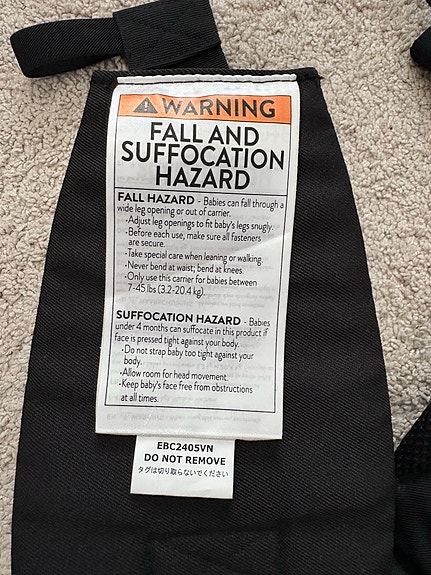 WARNING
FALL AND
SUFFOCATION
HAZARD
FALL HAZARD - Babies can fall through a
wide leg opening or out of carrier.
•Adjust leg openings to fit baby's legs snugly.
•Before each use, make sure all fasteners
are secure.
•Take special care when leaning or walking.
•Never bend at waist; bend at knees.
•Only use this carrier for babies between
7-45 lbs (3.2-20.4 kg).
SUFFOCATION HAZARD - Babies
under 4 months can suffocate in this product if
face is pressed tight against your body.
•Do not strap baby too tight against your
body.
•Allow room for head movement.
•Keep baby's face free from obstructions
at all times.
EBC2405VN
DO NOT REMOVE
タグは切り取らないでください